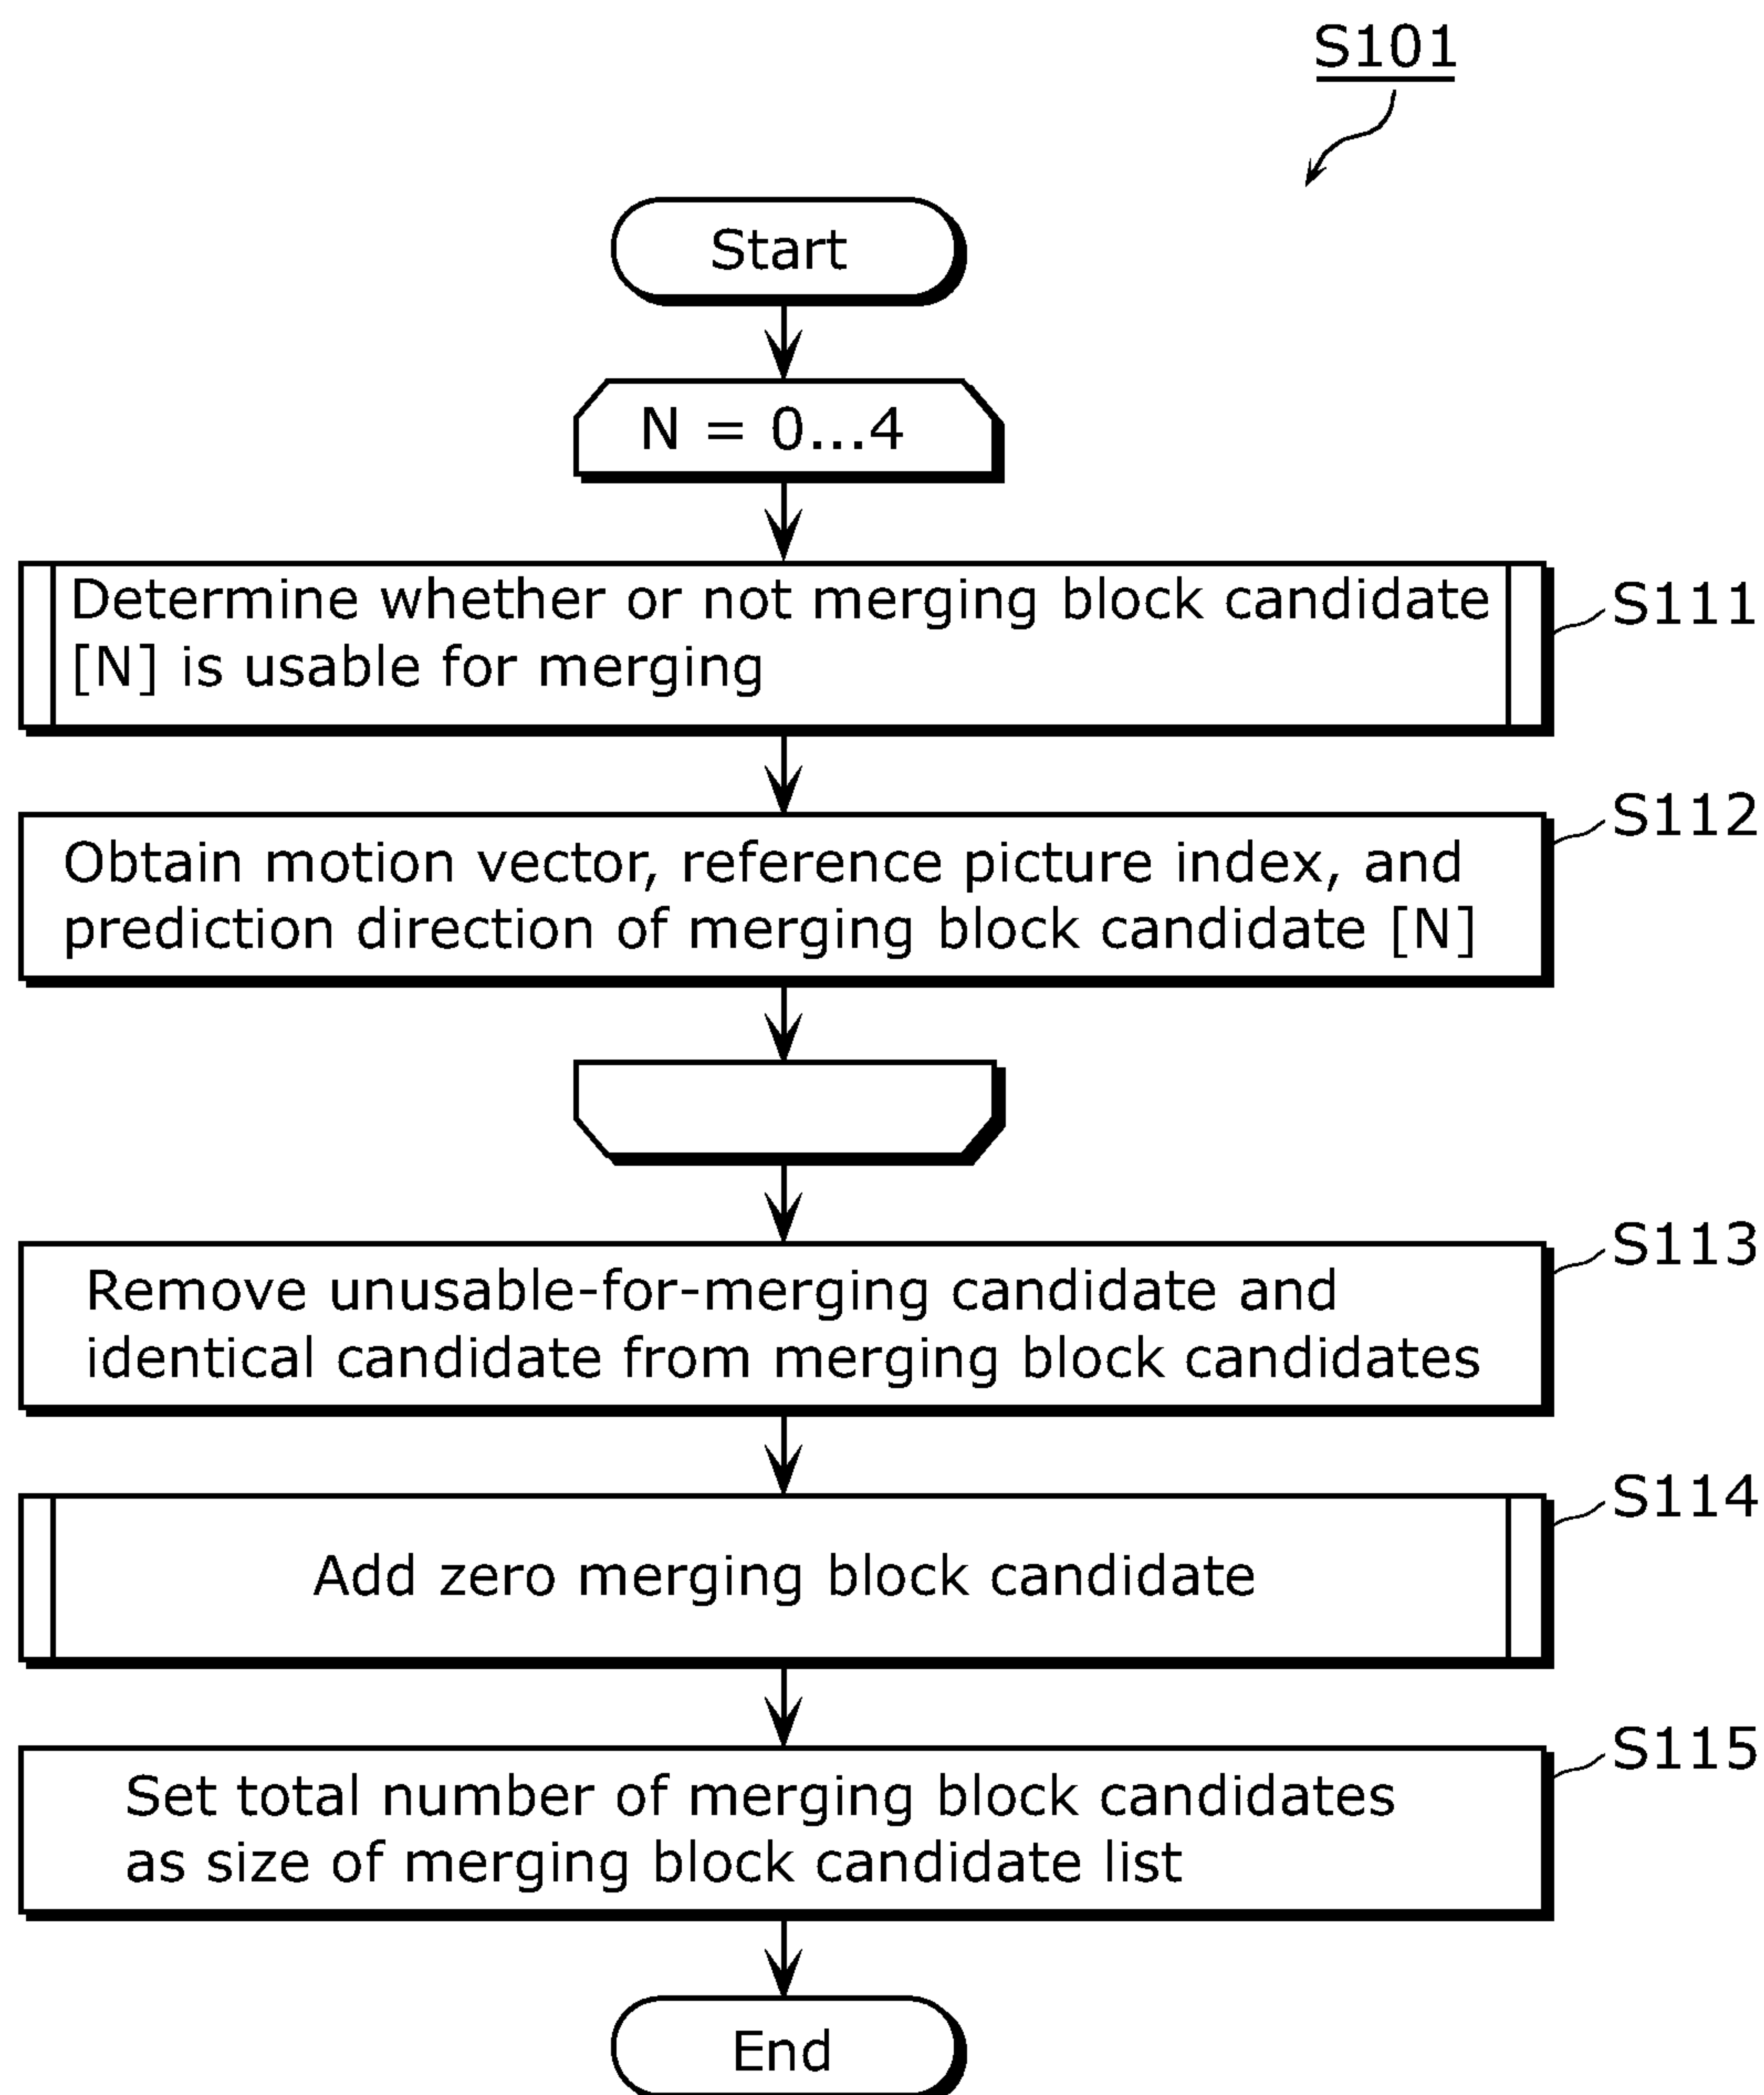 S101
Start
N = 0...4
Determine whether or not merging block candidate
[N] is usable for merging
S111
Obtain motion vector, reference picture index, and
prediction direction of merging block candidate [N]
S112
Remove unusable-for-merging candidate and
identical candidate from merging block candidates
S113
Add zero merging block candidate
S114
Set total number of merging block candidates
as size of merging block candidate list
S115
End